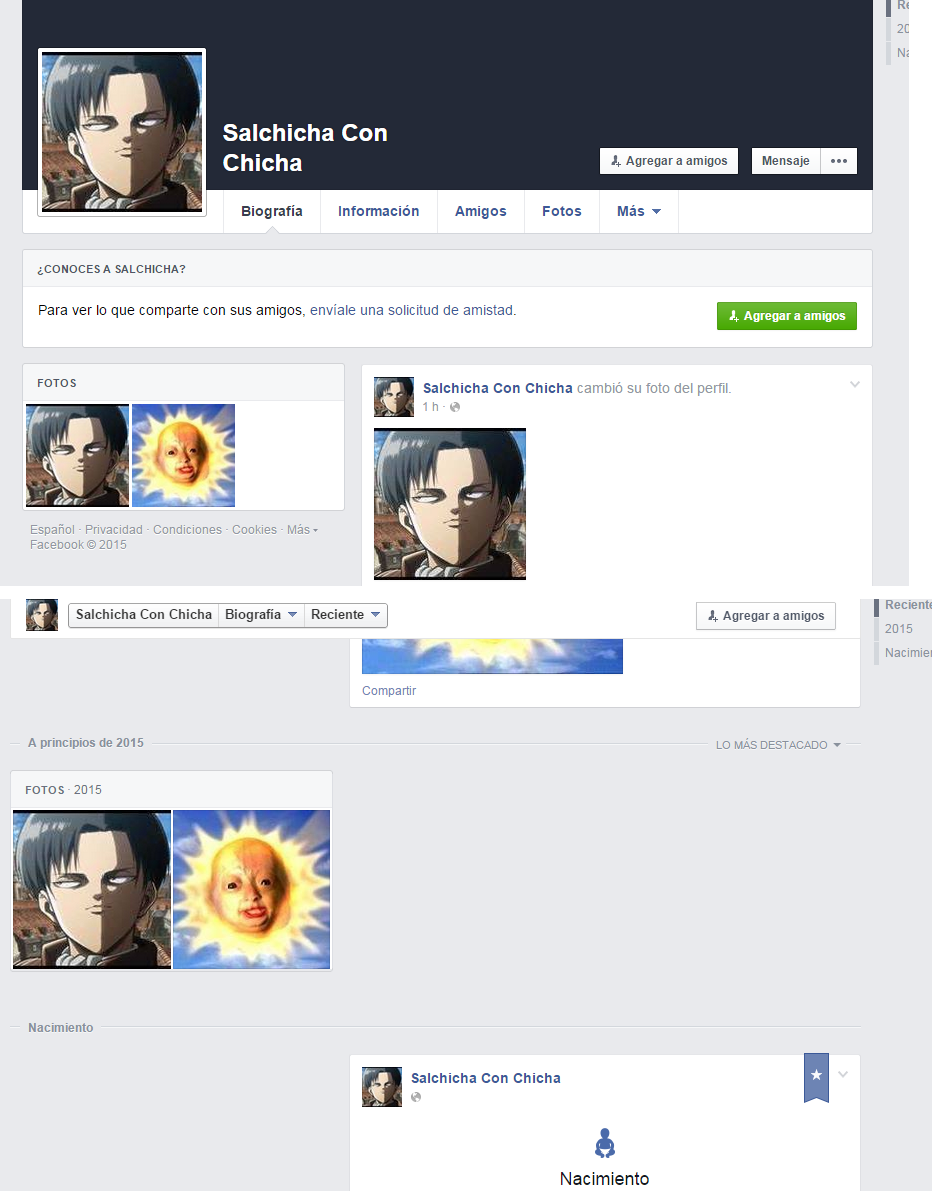 Re
20
Na
Salchicha Con
Chicha
Agregar a amigos
Mensaje
Biografía
Información
Amigos
Fotos
Más
¿CONOCES A SALCHICHA?
Para ver lo que comparte con sus amigos, envíale una solicitud de amistad.
Agregar a amigos
FOTOS
Salchicha Con Chicha cambió su foto del perfil.
1 h ·
Español · Privacidad · Condiciones · Cookies · Más
Facebook © 2015
Salchicha Con Chicha
Biografía
Reciente
Agregar a amigos
Reciente
2015
Nacimien
Compartir
A principios de 2015
LO MÁS DESTACADO
FOTOS · 2015
Nacimiento
Salchicha Con Chicha
Nacimiento